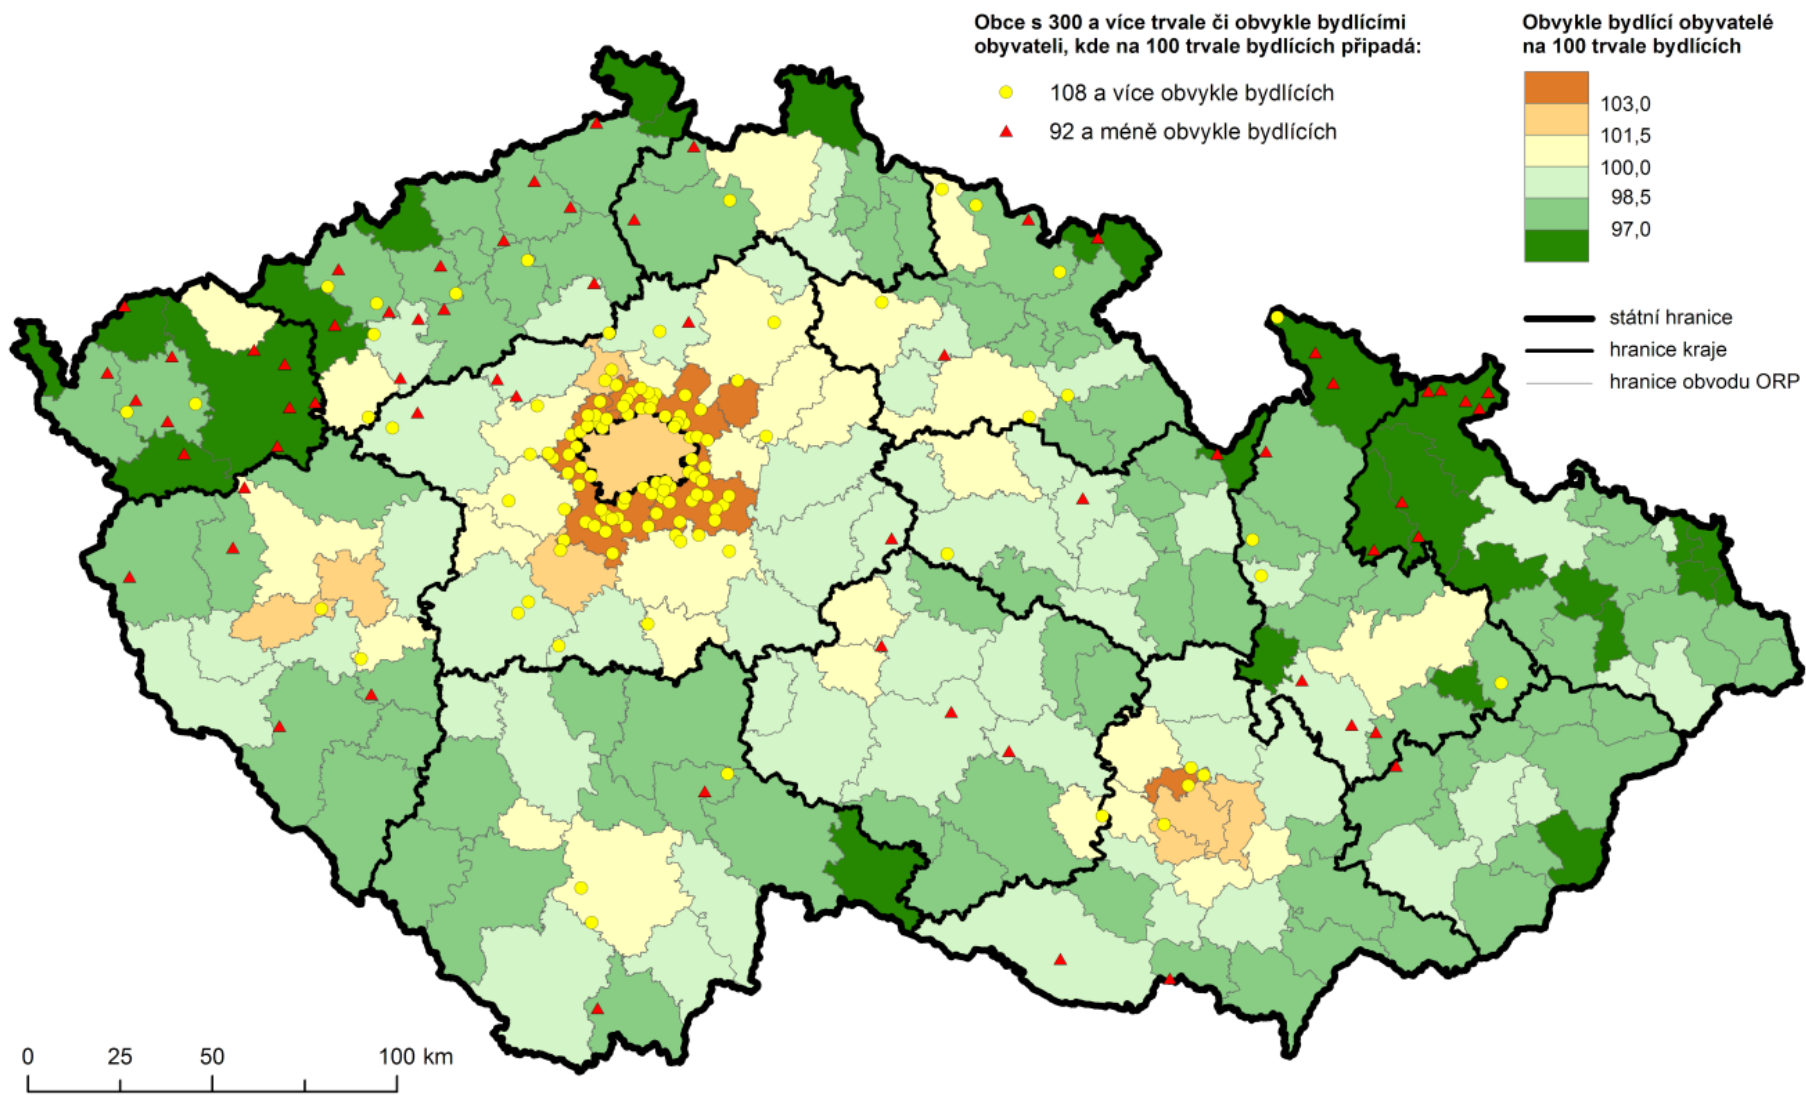 Obce s 300 a více trvale či obvykle bydlícími
obyvateli, kde na 100 trvale bydlících připadá:
108 a více obvykle bydlících
92 a méně obvykle bydlících
Obvykle bydlící obyvatelé
na 100 trvale bydlících
103,0
101,5
100,0
98,5
97,0
státní hranice
hranice kraje
hranice obvodu ORP
0 25 50 100 km